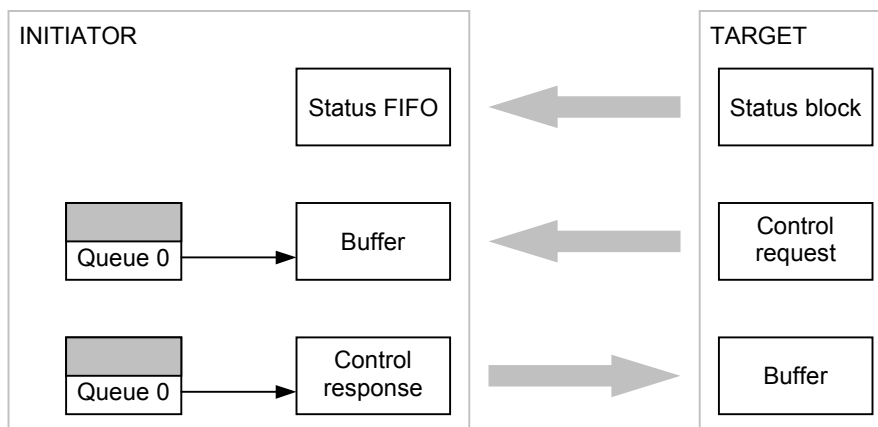 INITIATOR
TARGET
Status FIFO
Status block
Queue 0
Buffer
Control
request
Queue 0
Control
response
Buffer